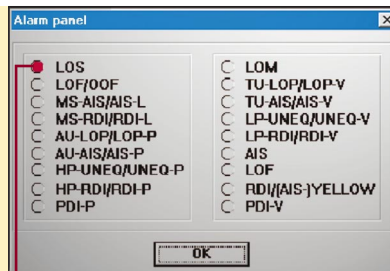 Alarm panel
LOS
LOF/OOF
MS-AIS/AIS-L
MS-RDI/RDI-L
AU-LOP/LOP-P
AU-AIS/AIS-P
HP-UNEQ/UNEQ-P
HP-RDI/RDI-P
PDI-P
LOM
TU-LOP/LOP-V
TU-AIS/AIS-V
LP-UNEQ/UNEQ-V
LP-RDI/RDI-V
AIS
LOF
RDI/(AIS-)YELLOW
PDI-V
OK